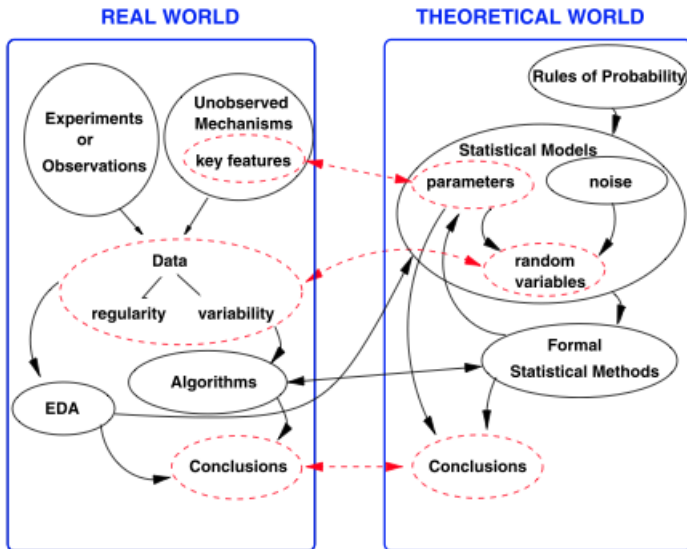 REAL WORLD
THEORETICAL WORLD
Experiments
or
Observations
Unobserved
Mechanisms
key features
Data
regularity
variability
Algorithms
EDA
Conclusions
Rules of Probability
Statistical Models
parameters
noise
random
variables
Formal
Statistical Methods
Conclusions